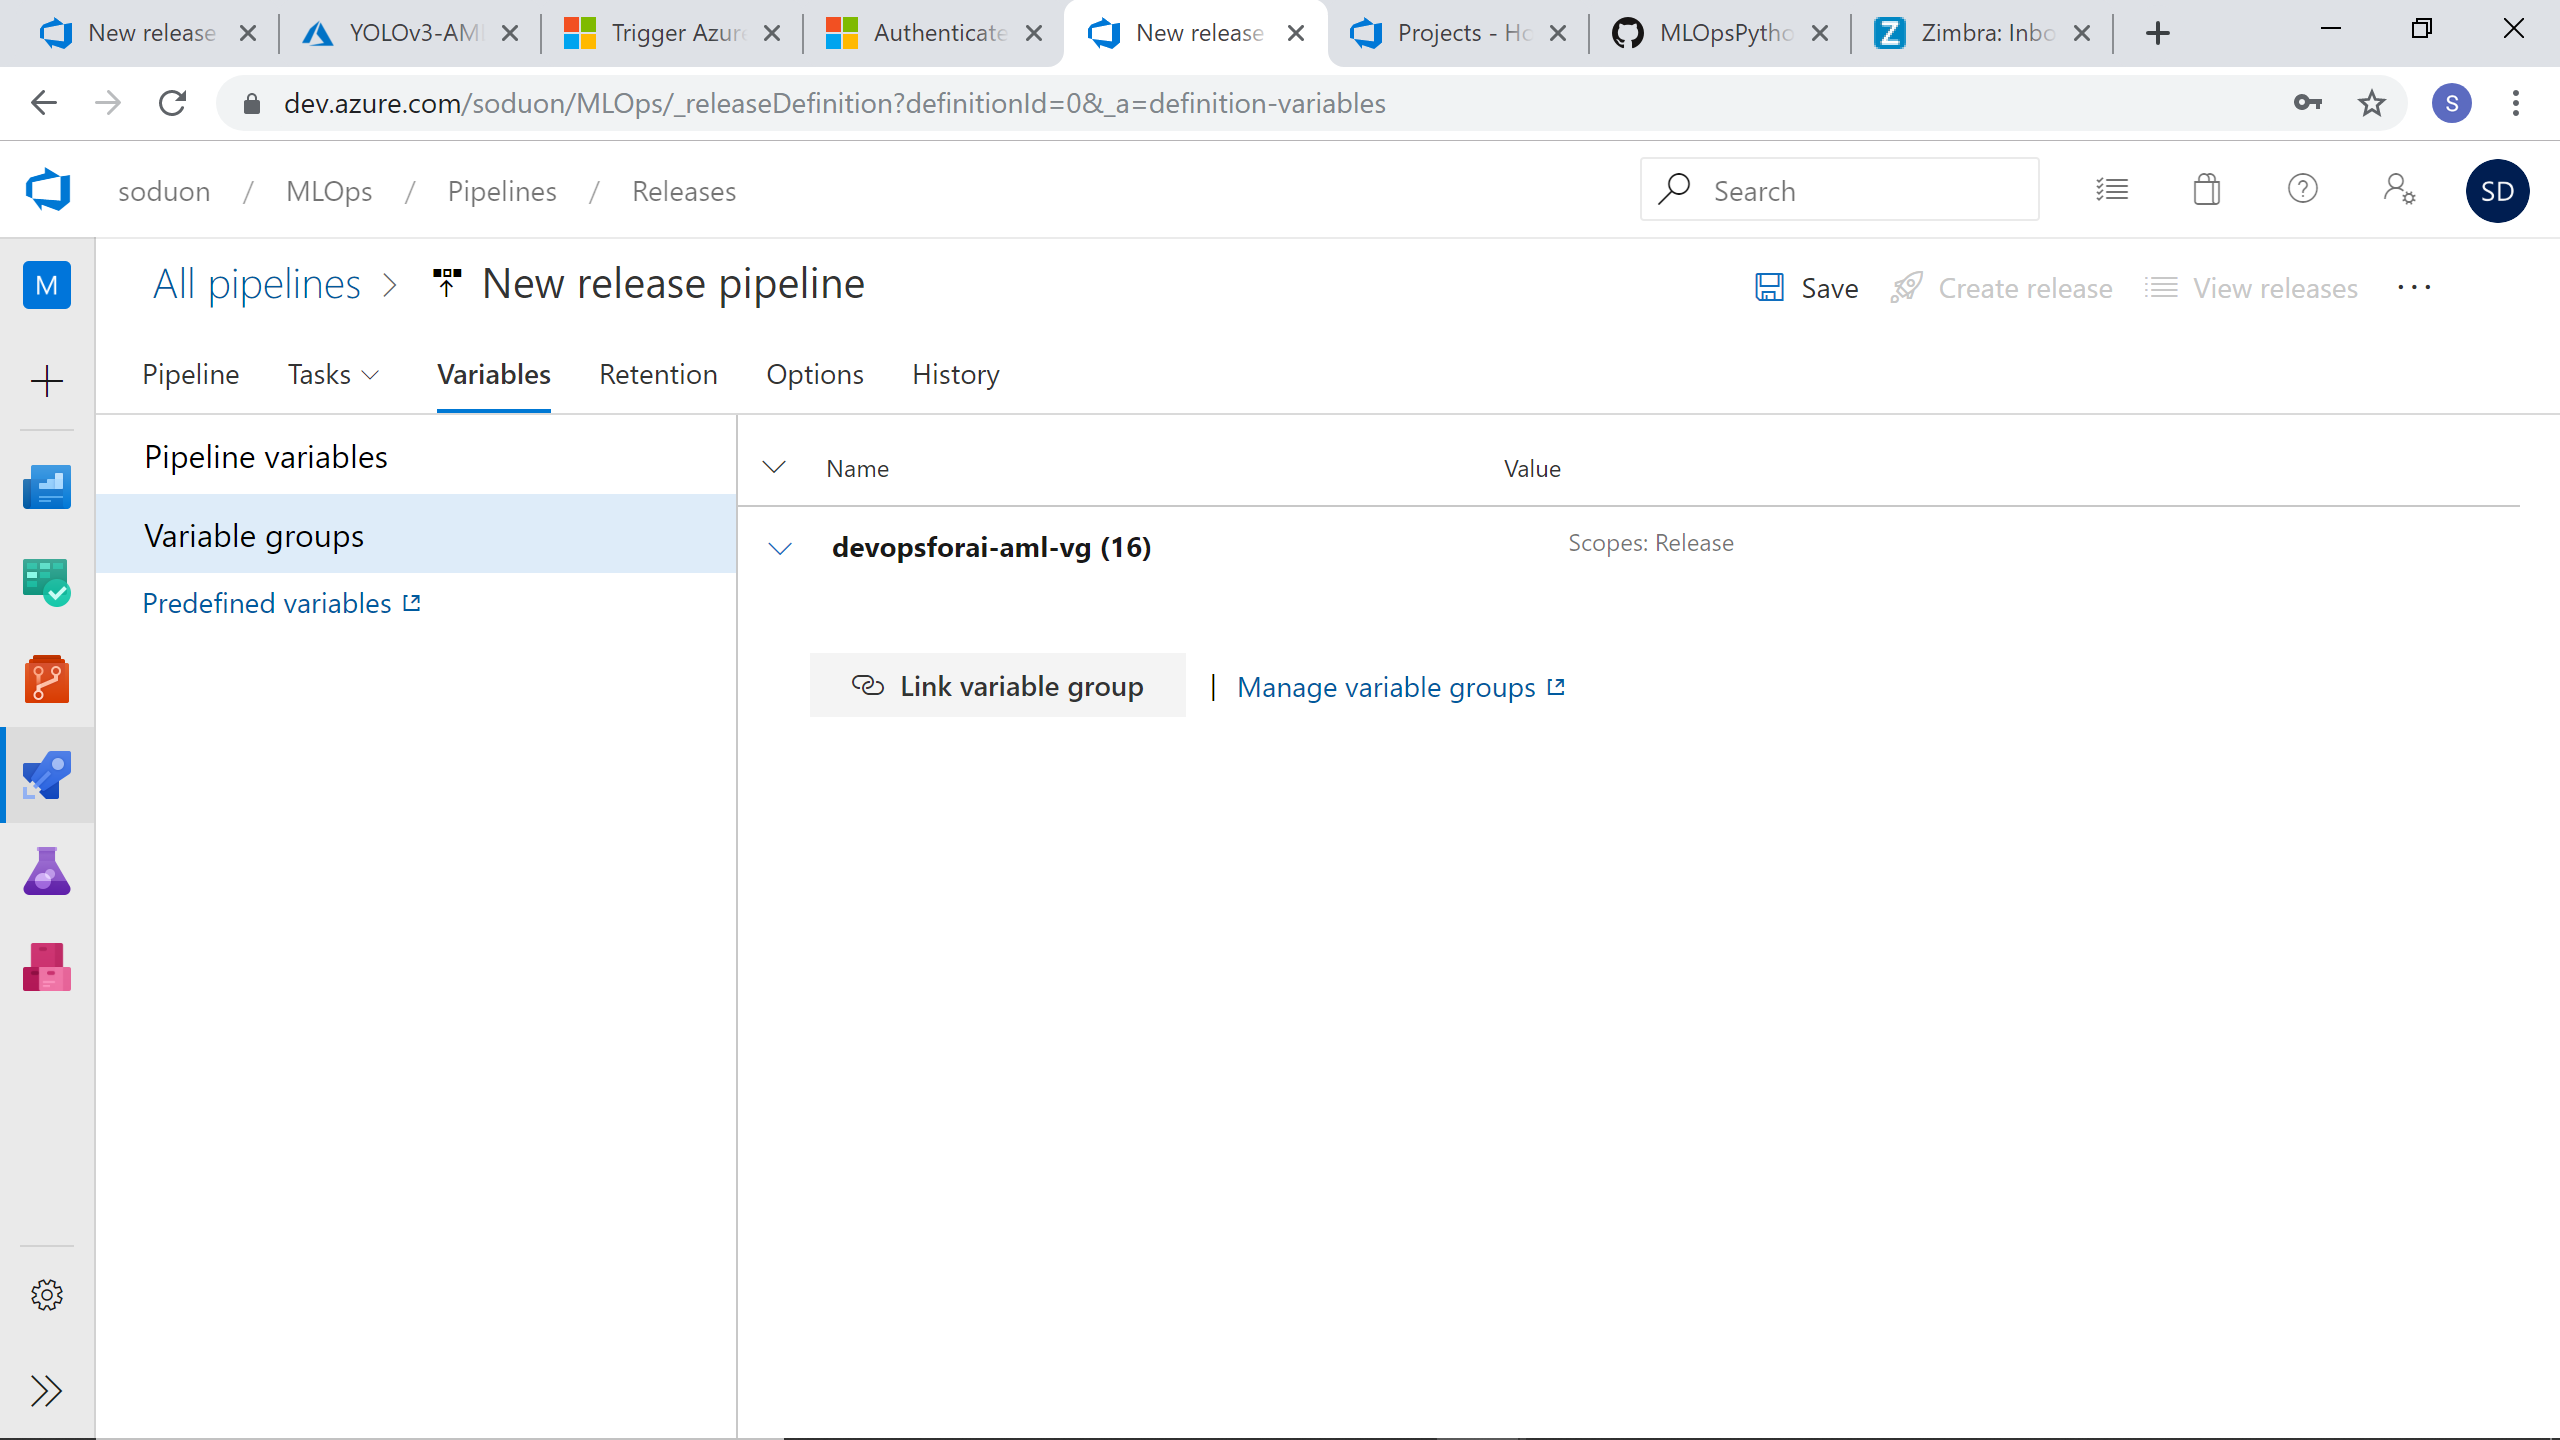 New release
YOLOv3-AML
Trigger Azure
Authenticate
New release
Projects - Ho
MLOpsPytho
Zimbra: Inbo
dev.azure.com/soduon/MLOps/_releaseDefinition?definitionId=0&_a=definition-variables
S
soduon / MLOps / Pipelines / Releases
Search
SD
M
All pipelines > New release pipeline
Save
Create release
View releases
Pipeline
Tasks
Variables
Retention
Options
History
Pipeline variables
Variable groups
Predefined variables
Name
Value
devopsforai-aml-vg (16)
Scopes: Release
Link variable group
| Manage variable groups